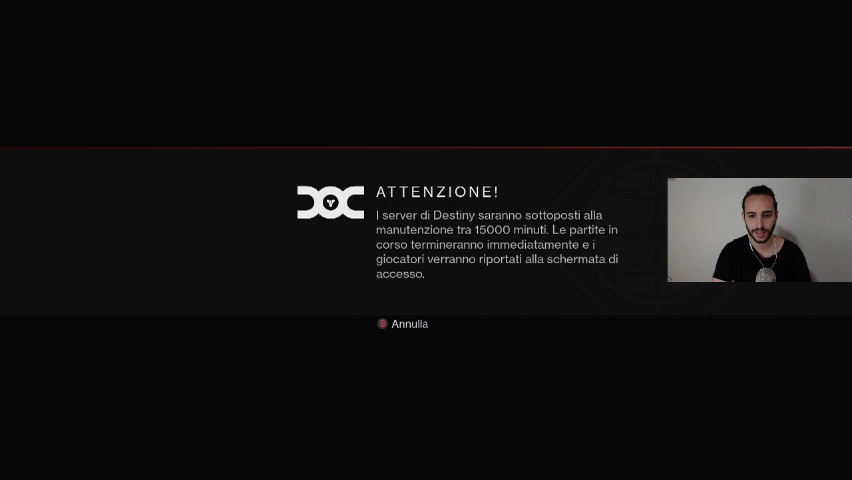 ATTENZIONE!
I server di Destiny saranno sottoposti alla
manutenzione tra 15000 minuti. Le partite in
corso termineranno immediatamente e i
giocatori verranno riportati alla schermata di
accesso.
Annulla